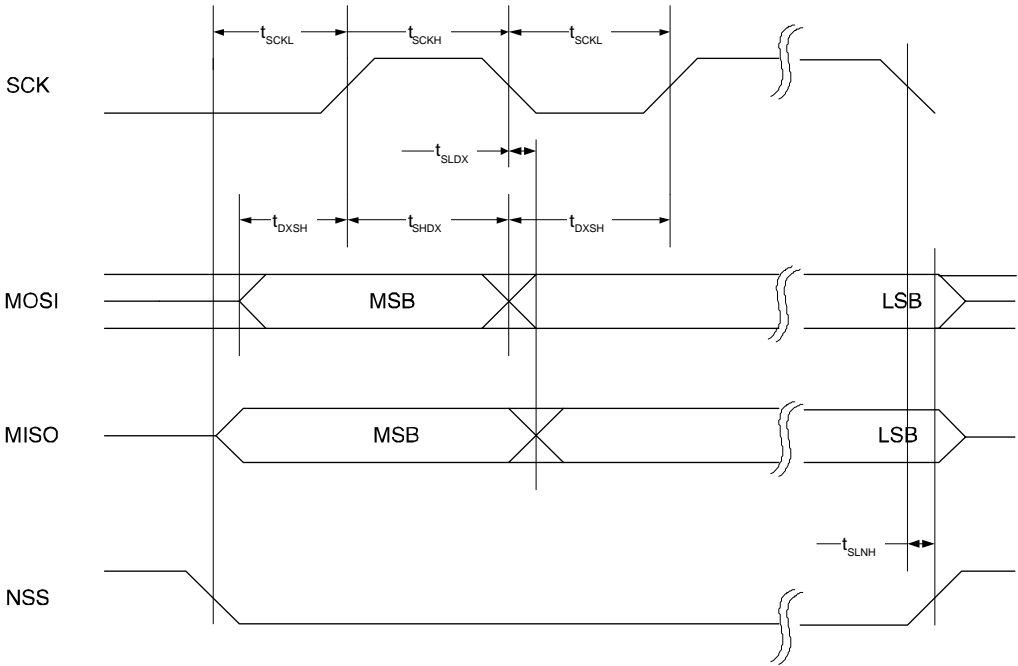 tSCKL tSCKH tSCKL
SCK
tSLDX
tDXSH tSHDX tDXSH
MOSI MSB LSB
MISO MSB LSB
tSLNH
NSS